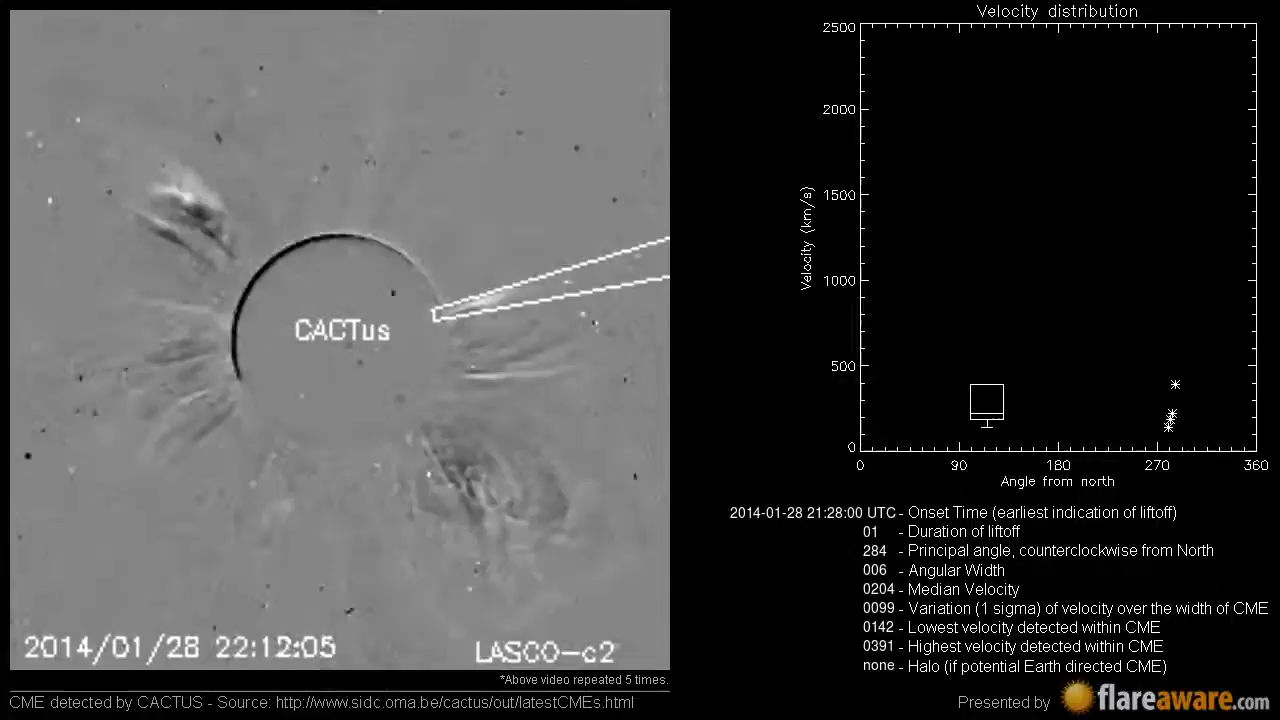 CACTus
2014/01/28 22:12:05
LASCO-c2
*Above video repeated 5 times.
CME detected by CACTUS - Source: http://www.sidc.oma.be/cactus/out/latestCMEs.html
Velocity distribution
Velocity (km/s)
2500
2000
1500
1000
500
0
0 90 180 270 360
Angle from north
2014-01-28 21:28:00 UTC - Onset Time (earliest indication of liftoff)
01 - Duration of liftoff
284 - Principal angle, counterclockwise from North
006 - Angular Width
0204 - Median Velocity
0099 - Variation (1 sigma) of velocity over the width of CME
0142 - Lowest velocity detected within CME
0391 - Highest velocity detected within CME
none - Halo (if potential Earth directed CME)
Presented by flareaware.com